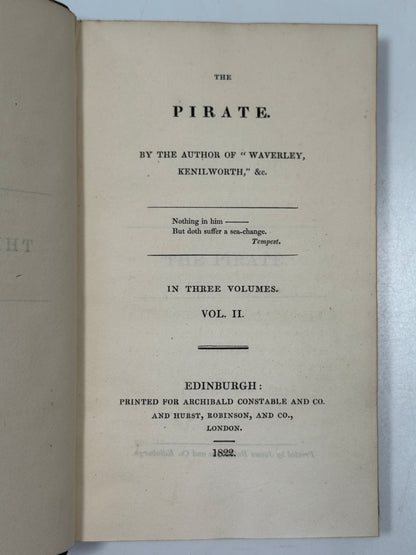 THE
PIRATE.
BY THE AUTHOR OF " WAVERLEY,
KENILWORTH," &c.
Nothing in him ———
But doth suffer a sea-change.
Tempest.
IN THREE VOLUMES.
VOL. II.
EDINBURGH:
PRINTED FOR ARCHIBALD CONSTABLE AND CO.
AND HURST, ROBINSON, AND CO.,
LONDON.
1822.